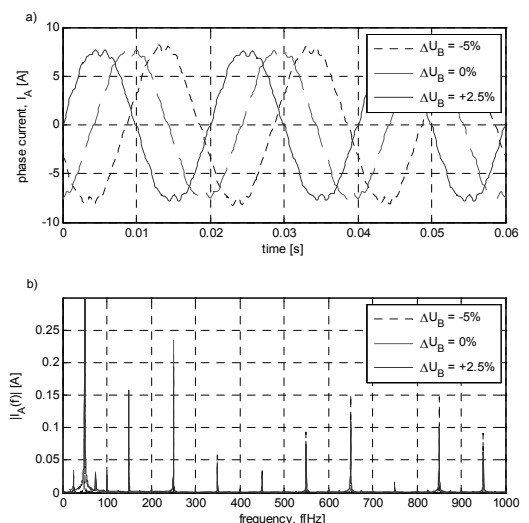 a)
10
5
0
-5
-10
phase current, I_A [A]
ΔU_B = -5%
ΔU_B = 0%
ΔU_B = +2.5%
0 0.01 0.02 0.03 0.04 0.05 0.06
time [s]
b)
0.25
0.2
0.15
0.1
0.05
0
|I_A(f)| [A]
ΔU_B = -5%
ΔU_B = 0%
ΔU_B = +2.5%
0 100 200 300 400 500 600 700 800 900 1000
frequency, f[Hz]